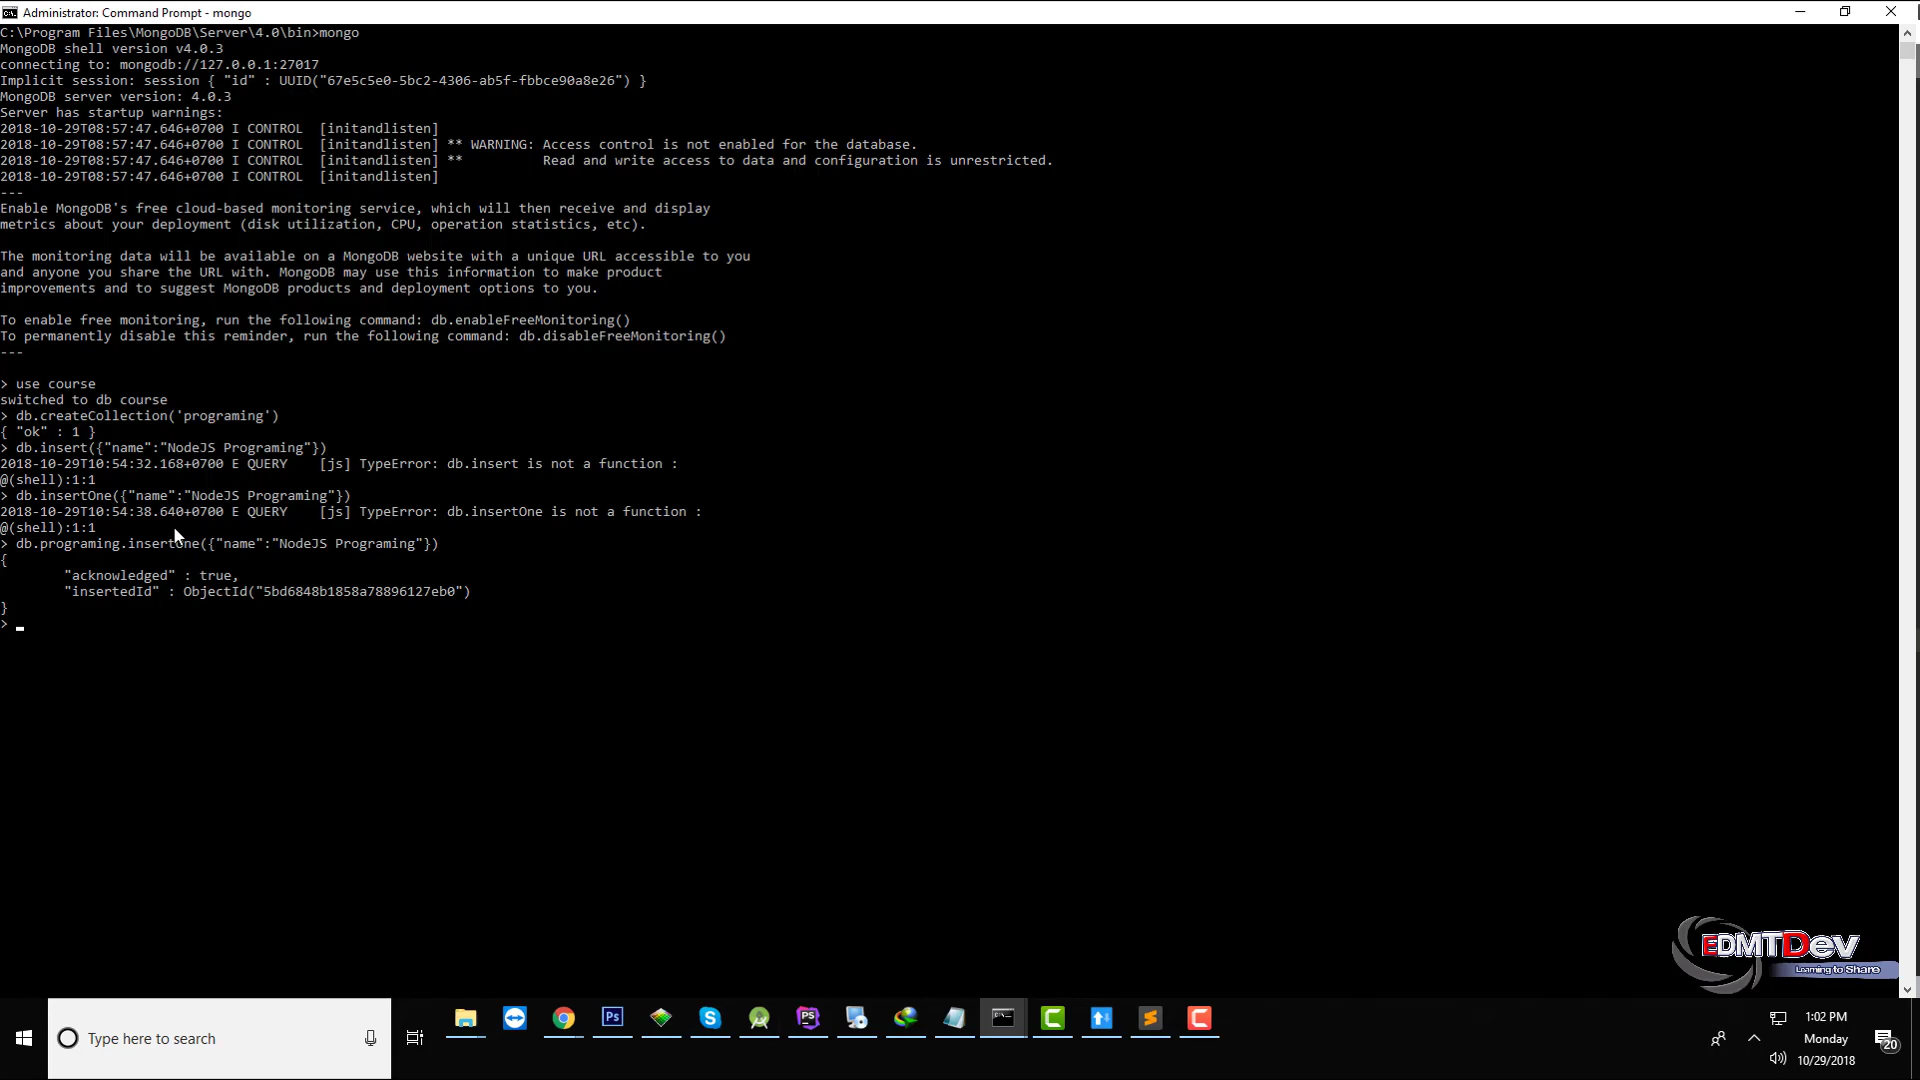 Administrator: Command Prompt - mongo
C:\Program Files\MongoDB\Server\4.0\bin>mongo
MongoDB shell version v4.0.3
connecting to: mongodb://127.0.0.1:27017
Implicit session: session { "id" : UUID("67e5c5e0-5bc2-4306-ab5f-fbbce90a8e26") }
MongoDB server version: 4.0.3
Server has startup warnings:
2018-10-29T08:57:47.646+0700 I CONTROL  [initandlisten]
2018-10-29T08:57:47.646+0700 I CONTROL  [initandlisten] ** WARNING: Access control is not enabled for the database.
2018-10-29T08:57:47.646+0700 I CONTROL  [initandlisten] **          Read and write access to data and configuration is unrestricted.
2018-10-29T08:57:47.646+0700 I CONTROL  [initandlisten]
---
Enable MongoDB's free cloud-based monitoring service, which will then receive and display
metrics about your deployment (disk utilization, CPU, operation statistics, etc).
The monitoring data will be available on a MongoDB website with a unique URL accessible to you
and anyone you share the URL with. MongoDB may use this information to make product
improvements and to suggest MongoDB products and deployment options to you.
To enable free monitoring, run the following command: db.enableFreeMonitoring()
To permanently disable this reminder, run the following command: db.disableFreeMonitoring()
---
> use course
switched to db course
> db.createCollection('programing')
{ "ok" : 1 }
> db.insert({"name":"NodeJS Programing"})
2018-10-29T10:54:32.168+0700 E QUERY    [js] TypeError: db.insert is not a function :
@(shell):1:1
> db.insertOne({"name":"NodeJS Programing"})
2018-10-29T10:54:38.640+0700 E QUERY    [js] TypeError: db.insertOne is not a function :
@(shell):1:1
> db.programing.insertOne({"name":"NodeJS Programing"})
{
        "acknowledged" : true,
        "insertedId" : ObjectId("5bd6848b1858a78896127eb0")
}
>
EDMTDev
Learning to Share
Type here to search
Ps
PS
1:02 PM
Monday
10/29/2018
20